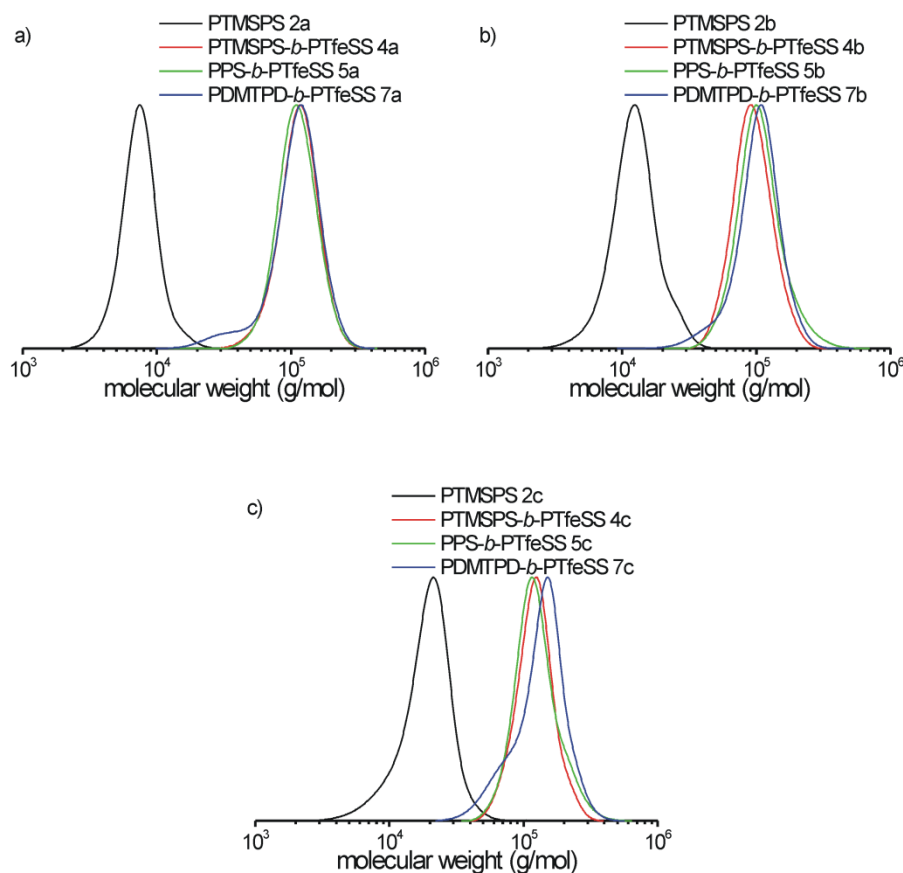 a)
PTMSPS 2a
PTMSPS-b-PTfeSS 4a
PPS-b-PTfeSS 5a
PDMTPD-b-PTfeSS 7a
10³ 10⁴ 10⁵ 10⁶
molecular weight (g/mol)
b)
PTMSPS 2b
PTMSPS-b-PTfeSS 4b
PPS-b-PTfeSS 5b
PDMTPD-b-PTfeSS 7b
10³ 10⁴ 10⁵ 10⁶
molecular weight (g/mol)
c)
PTMSPS 2c
PTMSPS-b-PTfeSS 4c
PPS-b-PTfeSS 5c
PDMTPD-b-PTfeSS 7c
10³ 10⁴ 10⁵ 10⁶
molecular weight (g/mol)